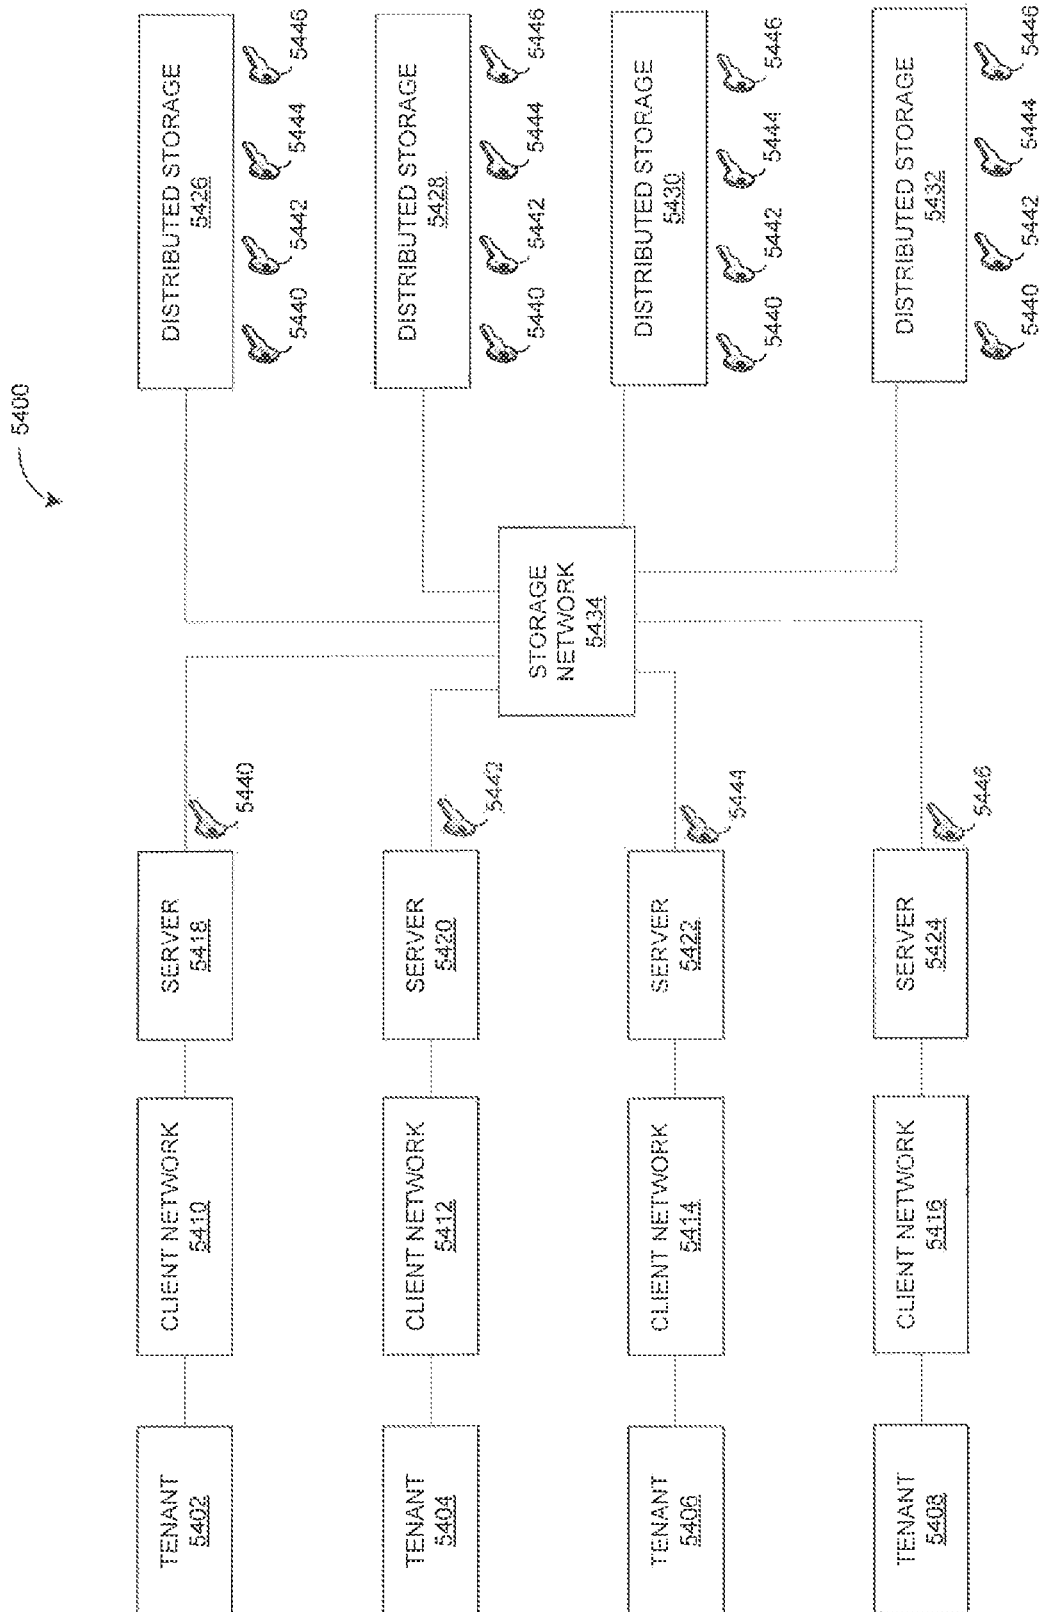 5400
TENANT
5402
CLIENT NETWORK
5410
SERVER
5418
5440
DISTRIBUTED STORAGE
5426
5440
5442
5444
5446
TENANT
5404
CLIENT NETWORK
5412
SERVER
5420
5442
DISTRIBUTED STORAGE
5428
5440
5442
5444
5446
STORAGE
NETWORK
5434
TENANT
5406
CLIENT NETWORK
5414
SERVER
5422
5444
DISTRIBUTED STORAGE
5430
5440
5442
5444
5446
TENANT
5408
CLIENT NETWORK
5416
SERVER
5424
5446
DISTRIBUTED STORAGE
5432
5440
5442
5444
5446